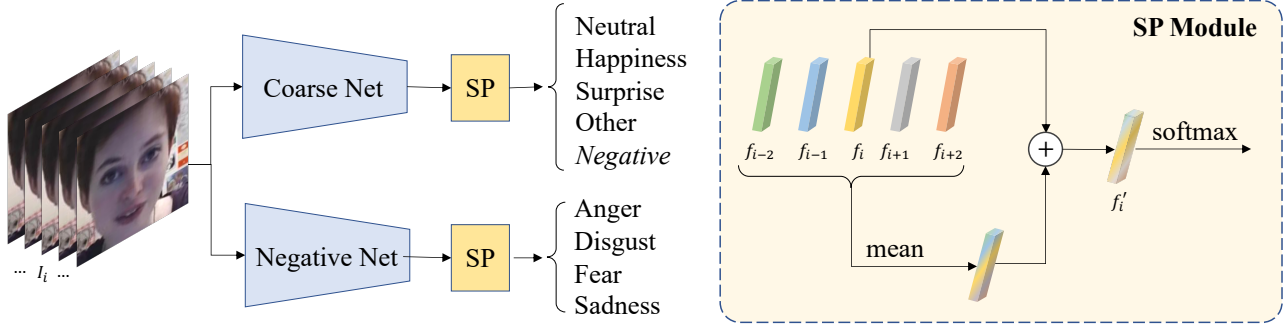 Coarse Net
SP
Neutral
Happiness
Surprise
Other
Negative
Negative Net
SP
Anger
Disgust
Fear
Sadness
··· I_i ···
SP Module
f_{i−2} f_{i−1} f_i f_{i+1} f_{i+2}
mean
+
f_i′
softmax